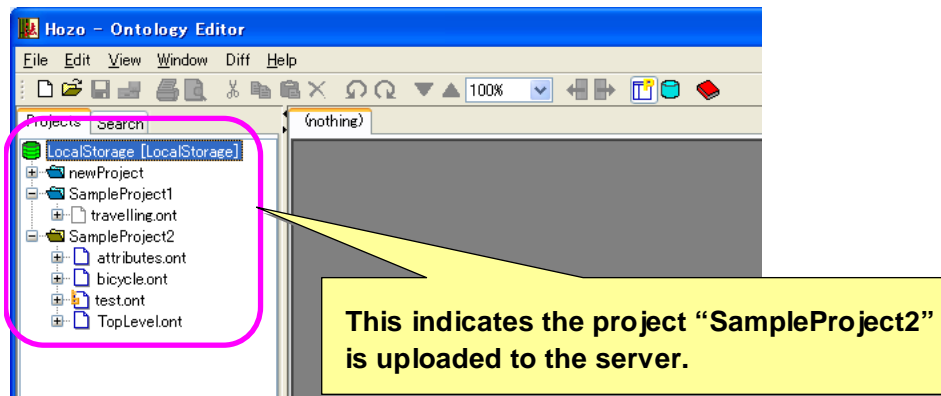 Hozo - Ontology Editor
File Edit View Window Diff Help
100%
Projects Search
(nothing)
LocalStorage [LocalStorage]
newProject
SampleProject1
travelling.ont
SampleProject2
attributes.ont
bicycle.ont
test.ont
TopLevel.ont
This indicates the project “SampleProject2”
is uploaded to the server.